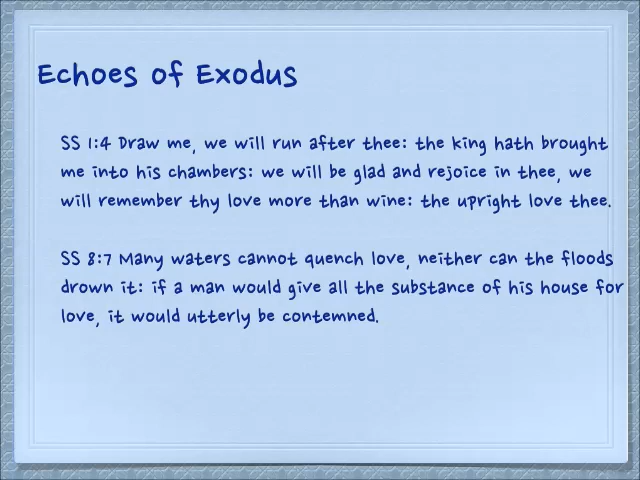 Echoes of Exodus
SS 1:4 Draw me, we will run after thee: the king hath brought
me into his chambers: we will be glad and rejoice in thee, we
will remember thy love more than wine: the upright love thee.
SS 8:7 Many waters cannot quench love, neither can the floods
drown it: if a man would give all the substance of his house for
love, it would utterly be contemned.